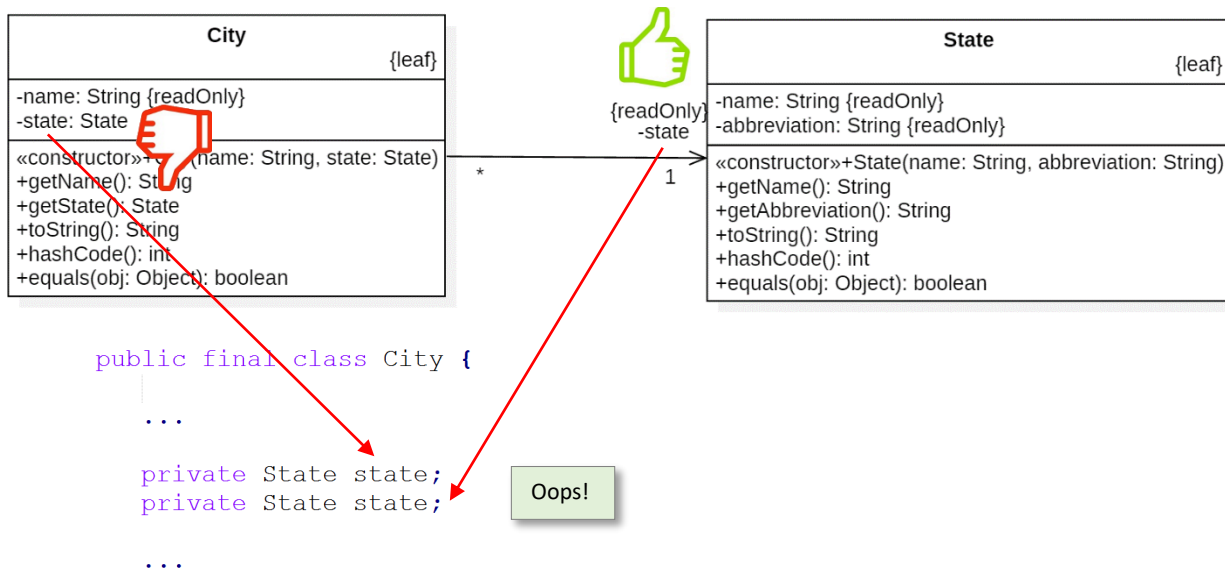 City
{leaf}
-name: String {readOnly}
-state: State
«constructor»+ (name: String, state: State)
+getName(): String
+getState(): State
+toString(): String
+hashCode(): int
+equals(obj: Object): boolean
*
{readOnly}
-state
1
State
{leaf}
-name: String {readOnly}
-abbreviation: String {readOnly}
«constructor»+State(name: String, abbreviation: String)
+getName(): String
+getAbbreviation(): String
+toString(): String
+hashCode(): int
+equals(obj: Object): boolean
public final class City {
...
private State state;
private State state;
Oops!
...